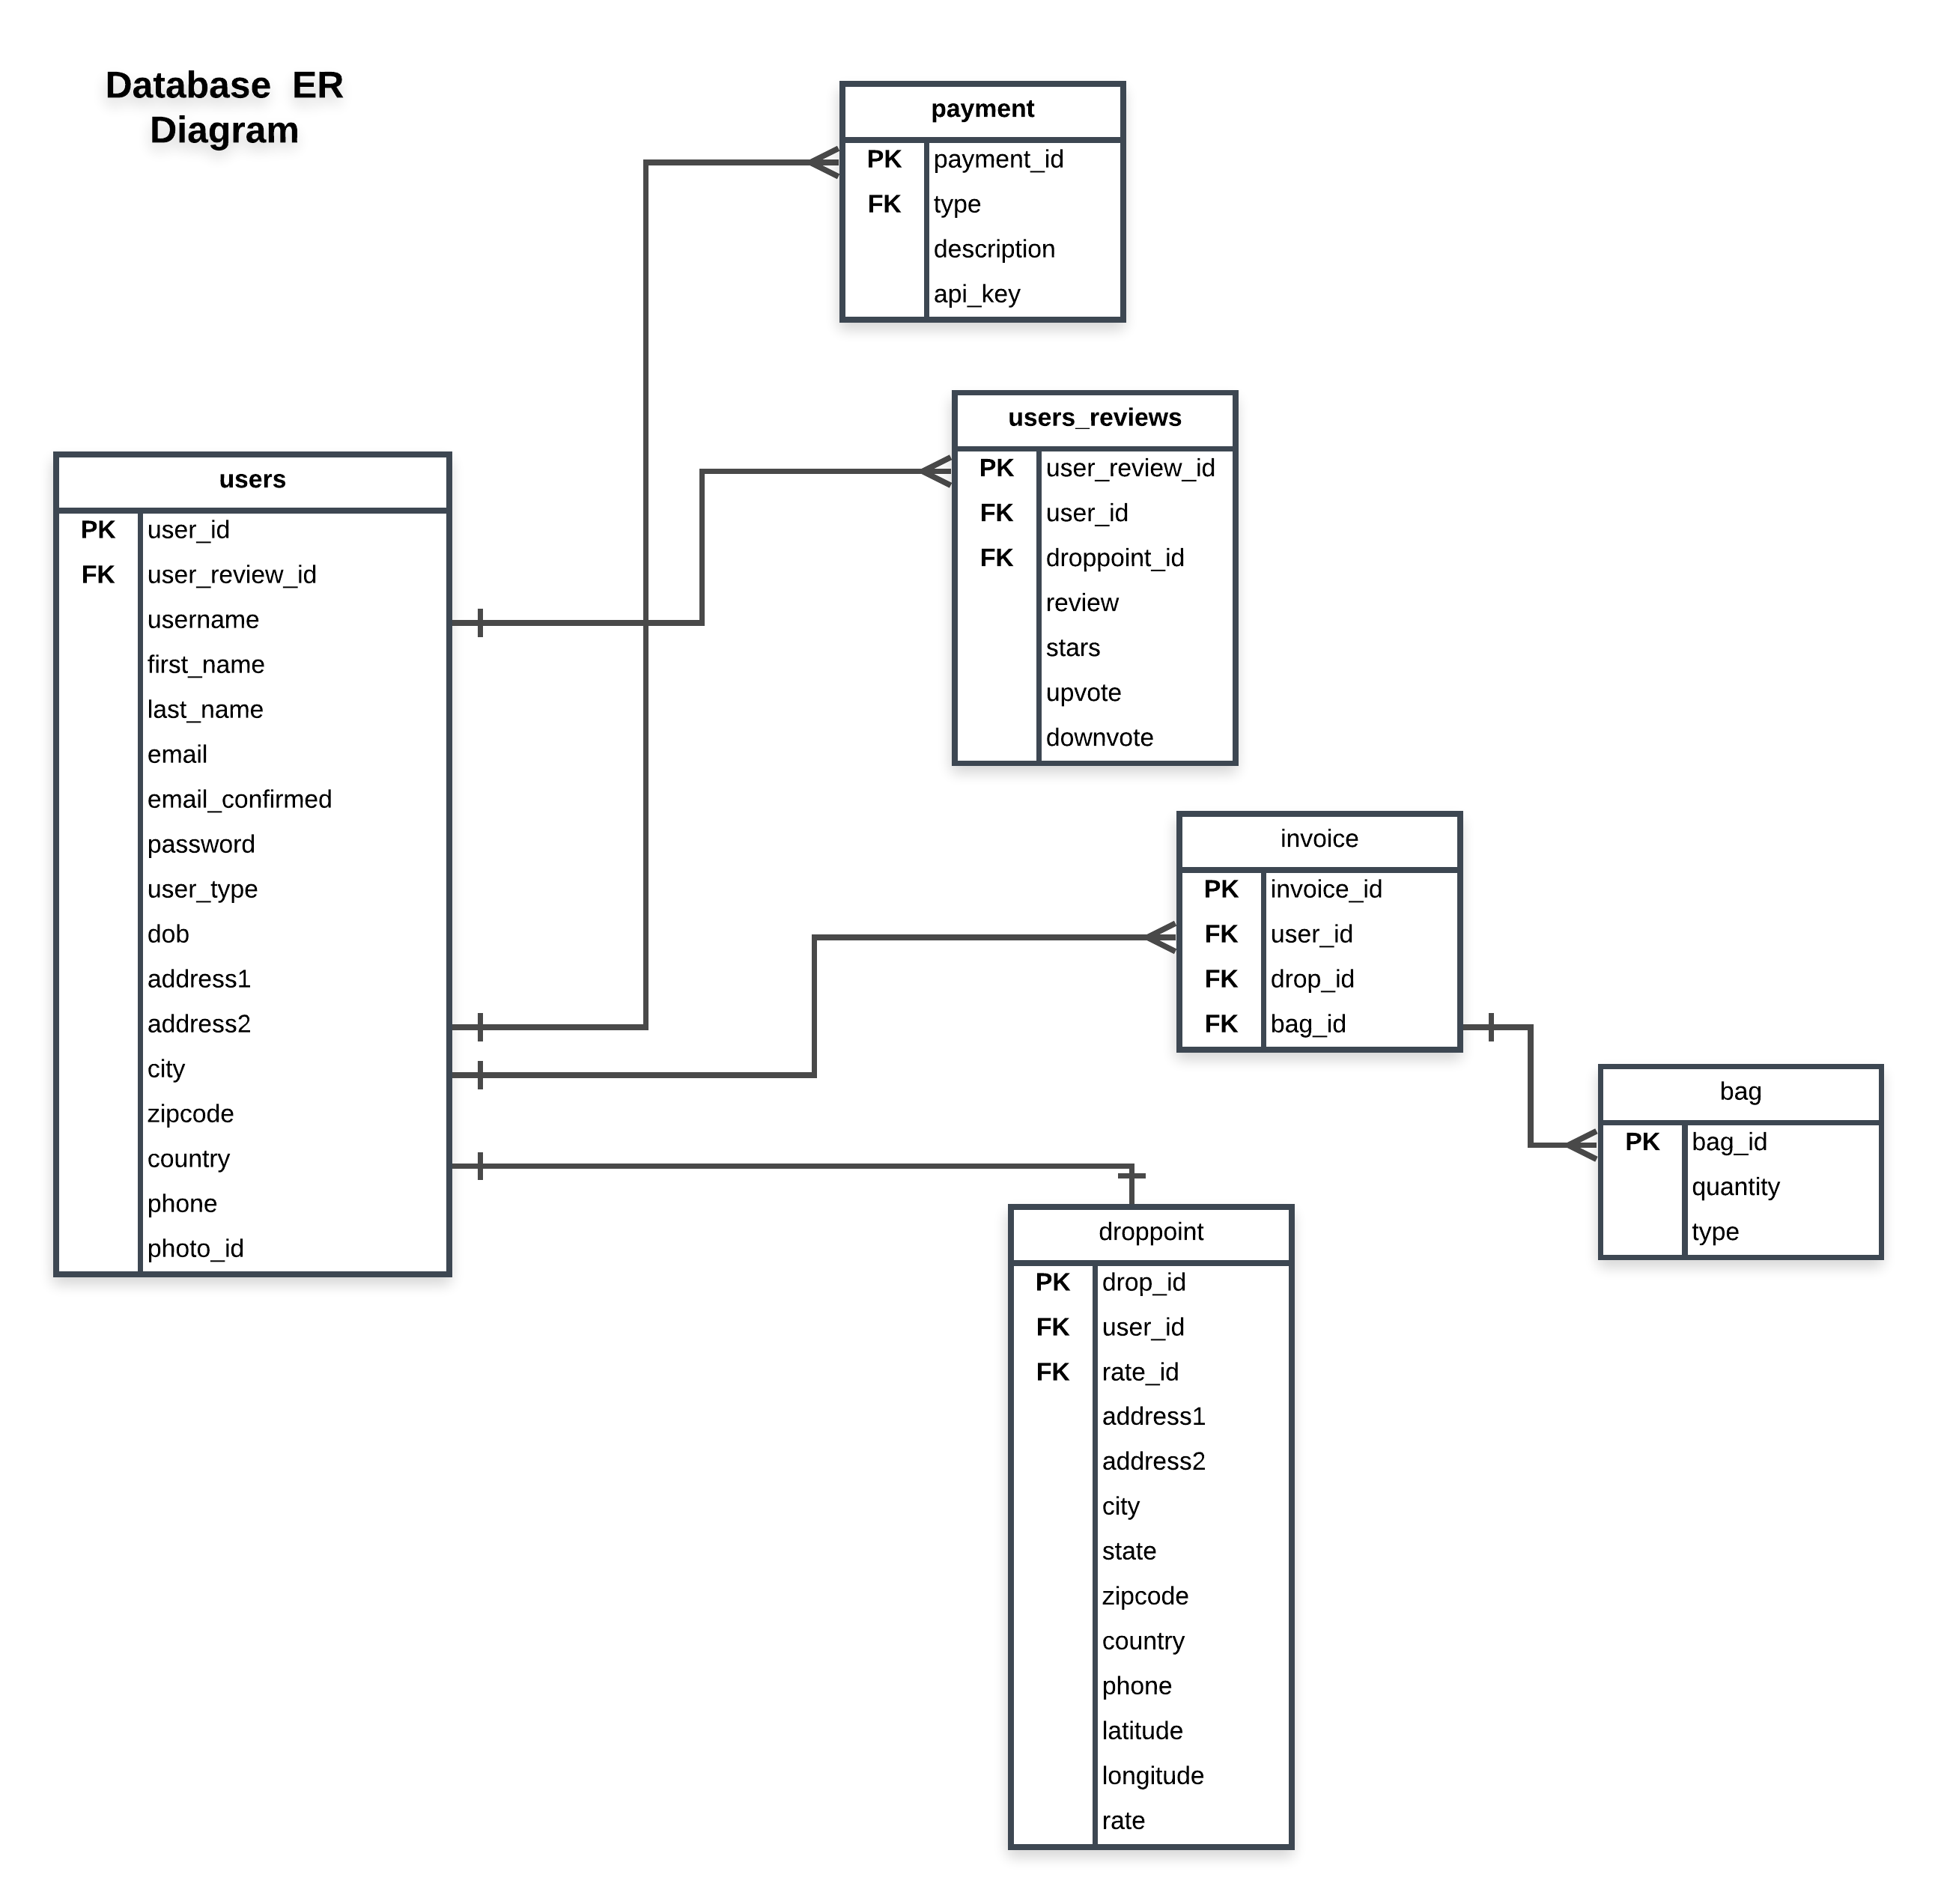 Database ER
Diagram
payment
PK payment_id
FK type
description
api_key
users_reviews
PK user_review_id
FK user_id
FK droppoint_id
review
stars
upvote
downvote
users
PK user_id
FK user_review_id
username
first_name
last_name
email
email_confirmed
password
user_type
dob
address1
address2
city
zipcode
country
phone
photo_id
invoice
PK invoice_id
FK user_id
FK drop_id
FK bag_id
bag
PK bag_id
quantity
type
droppoint
PK drop_id
FK user_id
FK rate_id
address1
address2
city
state
zipcode
country
phone
latitude
longitude
rate